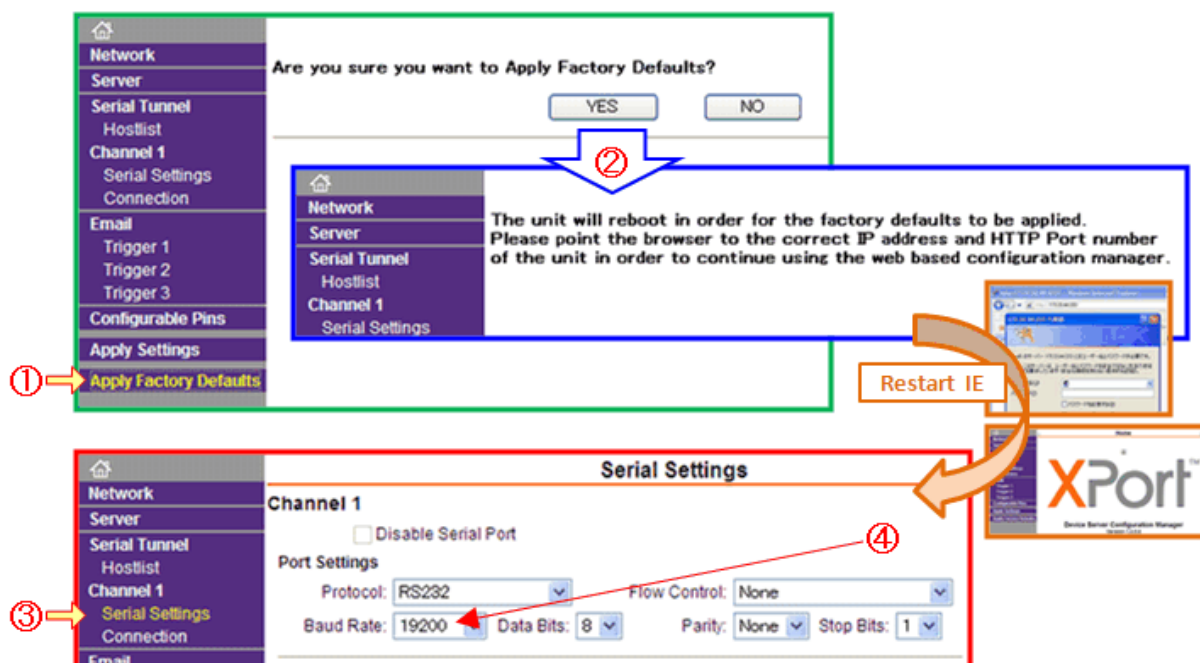 Network
Server
Serial Tunnel
Hostlist
Channel 1
Serial Settings
Connection
Email
Trigger 1
Trigger 2
Trigger 3
Configurable Pins
Apply Settings
① Apply Factory Defaults
Are you sure you want to Apply Factory Defaults?
YES NO
②
Network
Server
Serial Tunnel
Hostlist
Channel 1
Serial Settings
The unit will reboot in order for the factory defaults to be applied.
Please point the browser to the correct IP address and HTTP Port number
of the unit in order to continue using the web based configuration manager.
Restart IE
Home
XPort™
Device Server Configuration Manager
Network
Server
Serial Tunnel
Hostlist
Channel 1
③ Serial Settings
Connection
Email
Serial Settings
Channel 1
Disable Serial Port
④
Port Settings
Protocol: RS232 Flow Control: None
Baud Rate: 19200 Data Bits: 8 Parity: None Stop Bits: 1